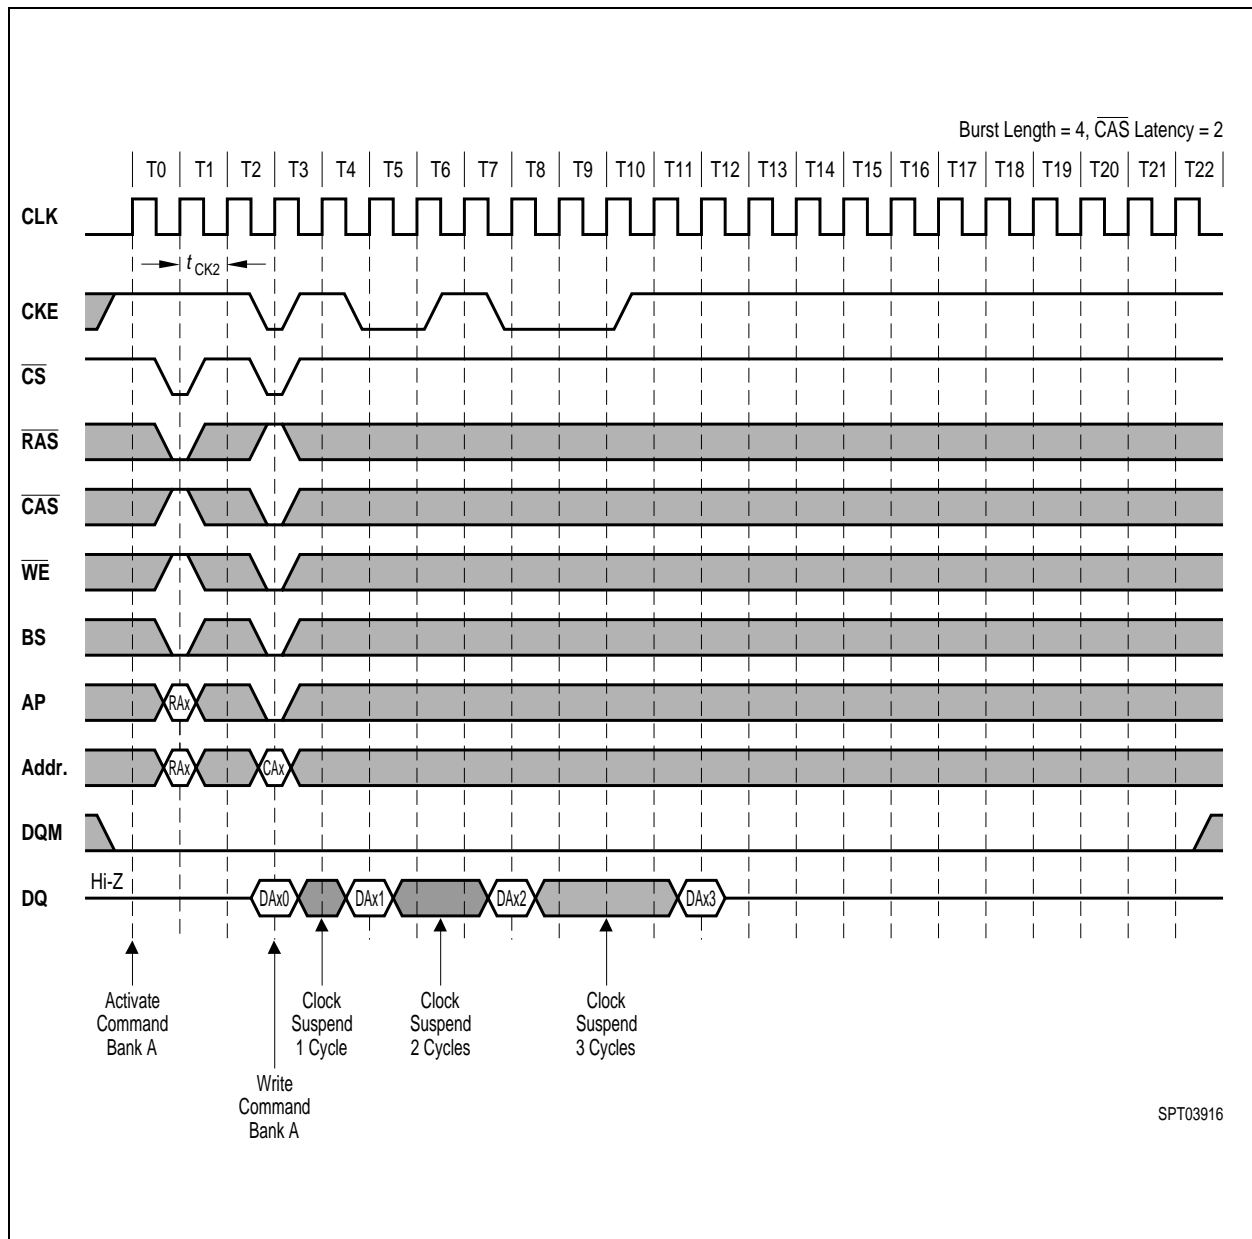 Burst Length = 4, CAS Latency = 2
T0 T1 T2 T3 T4 T5 T6 T7 T8 T9 T10 T11 T12 T13 T14 T15 T16 T17 T18 T19 T20 T21 T22
CLK
t CK2
CKE
CS
RAS
CAS
WE
BS
AP RAx
Addr. RAx CAx
DQM
Hi-Z
DQ DAx0 DAx1 DAx2 DAx3
Activate
Command
Bank A
Write
Command
Bank A
Clock
Suspend
1 Cycle
Clock
Suspend
2 Cycles
Clock
Suspend
3 Cycles
SPT03916